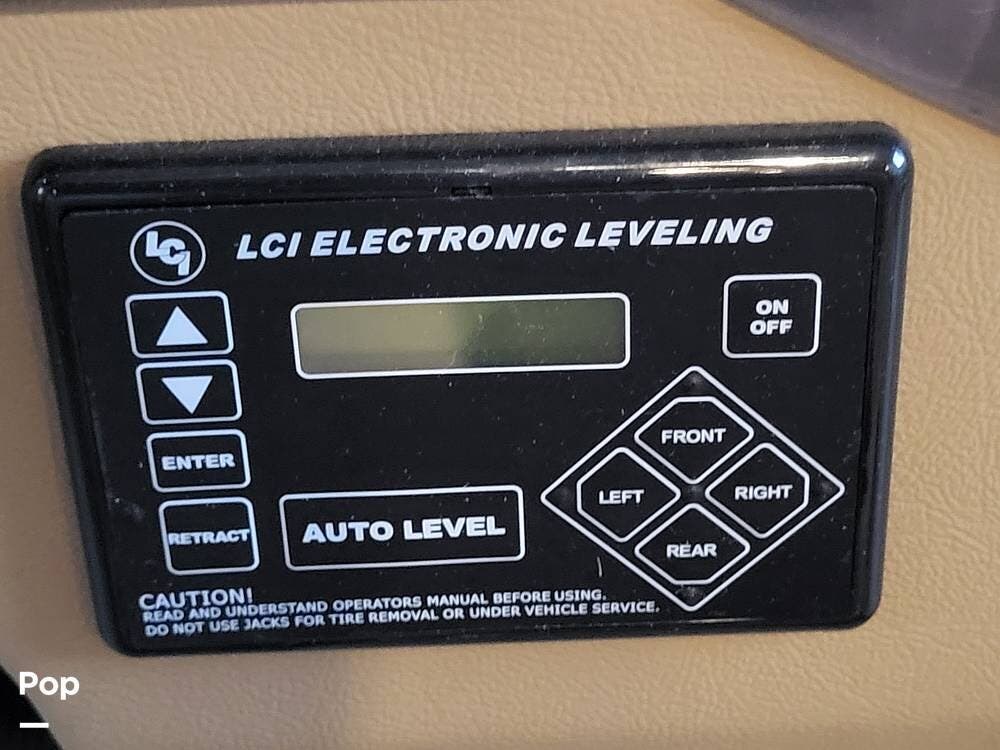 LCI
LCI ELECTRONIC LEVELING
ON
OFF
ENTER
RETRACT
AUTO LEVEL
FRONT
LEFT
RIGHT
REAR
CAUTION!
READ AND UNDERSTAND OPERATORS MANUAL BEFORE USING.
DO NOT USE JACKS FOR TIRE REMOVAL OR UNDER VEHICLE SERVICE.
Pop